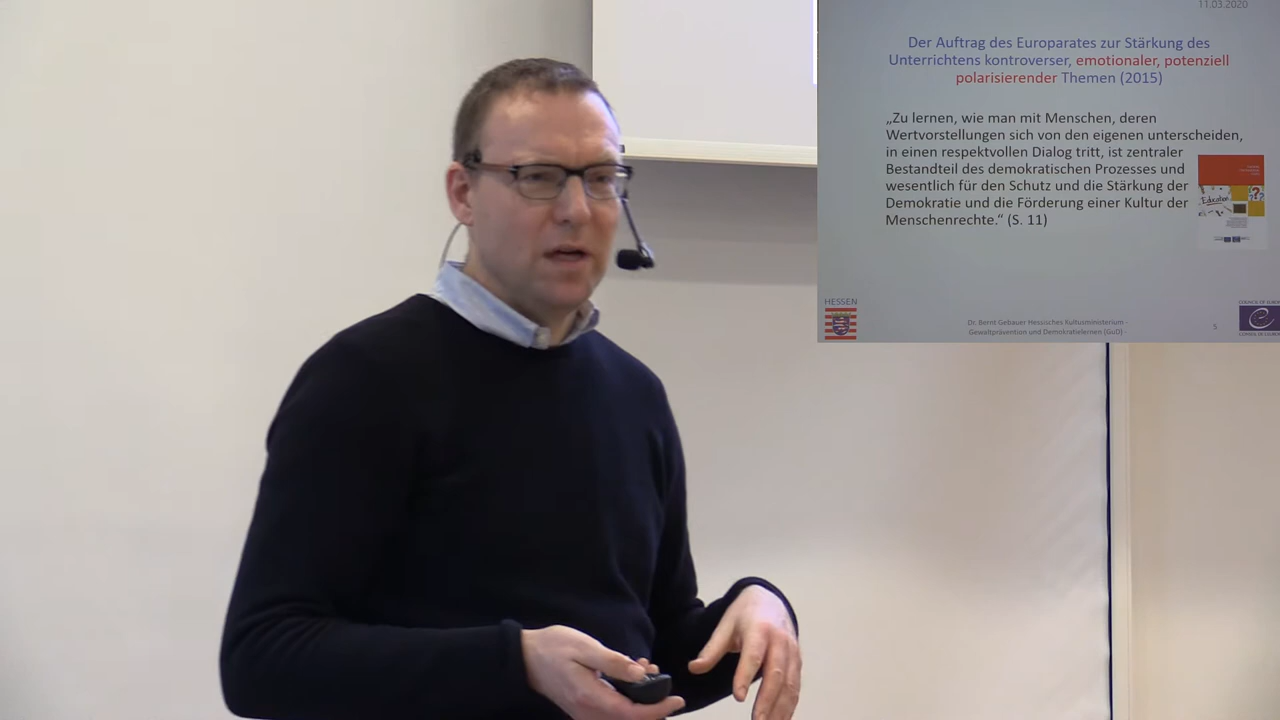 11.03.2020
Der Auftrag des Europarates zur Stärkung des
Unterrichtens kontroverser, emotionaler, potenziell
polarisierender Themen (2015)
„Zu lernen, wie man mit Menschen, deren
Wertvorstellungen sich von den eigenen unterscheiden,
in einen respektvollen Dialog tritt, ist zentraler
Bestandteil des demokratischen Prozesses und
wesentlich für den Schutz und die Stärkung der
Demokratie und die Förderung einer Kultur der
Menschenrechte.“ (S. 11)
Education
??
HESSEN
Dr. Bernt Gebauer Hessisches Kultusministerium -
Gewaltprävention und Demokratielernen (GuD) -
5
COUNCIL OF